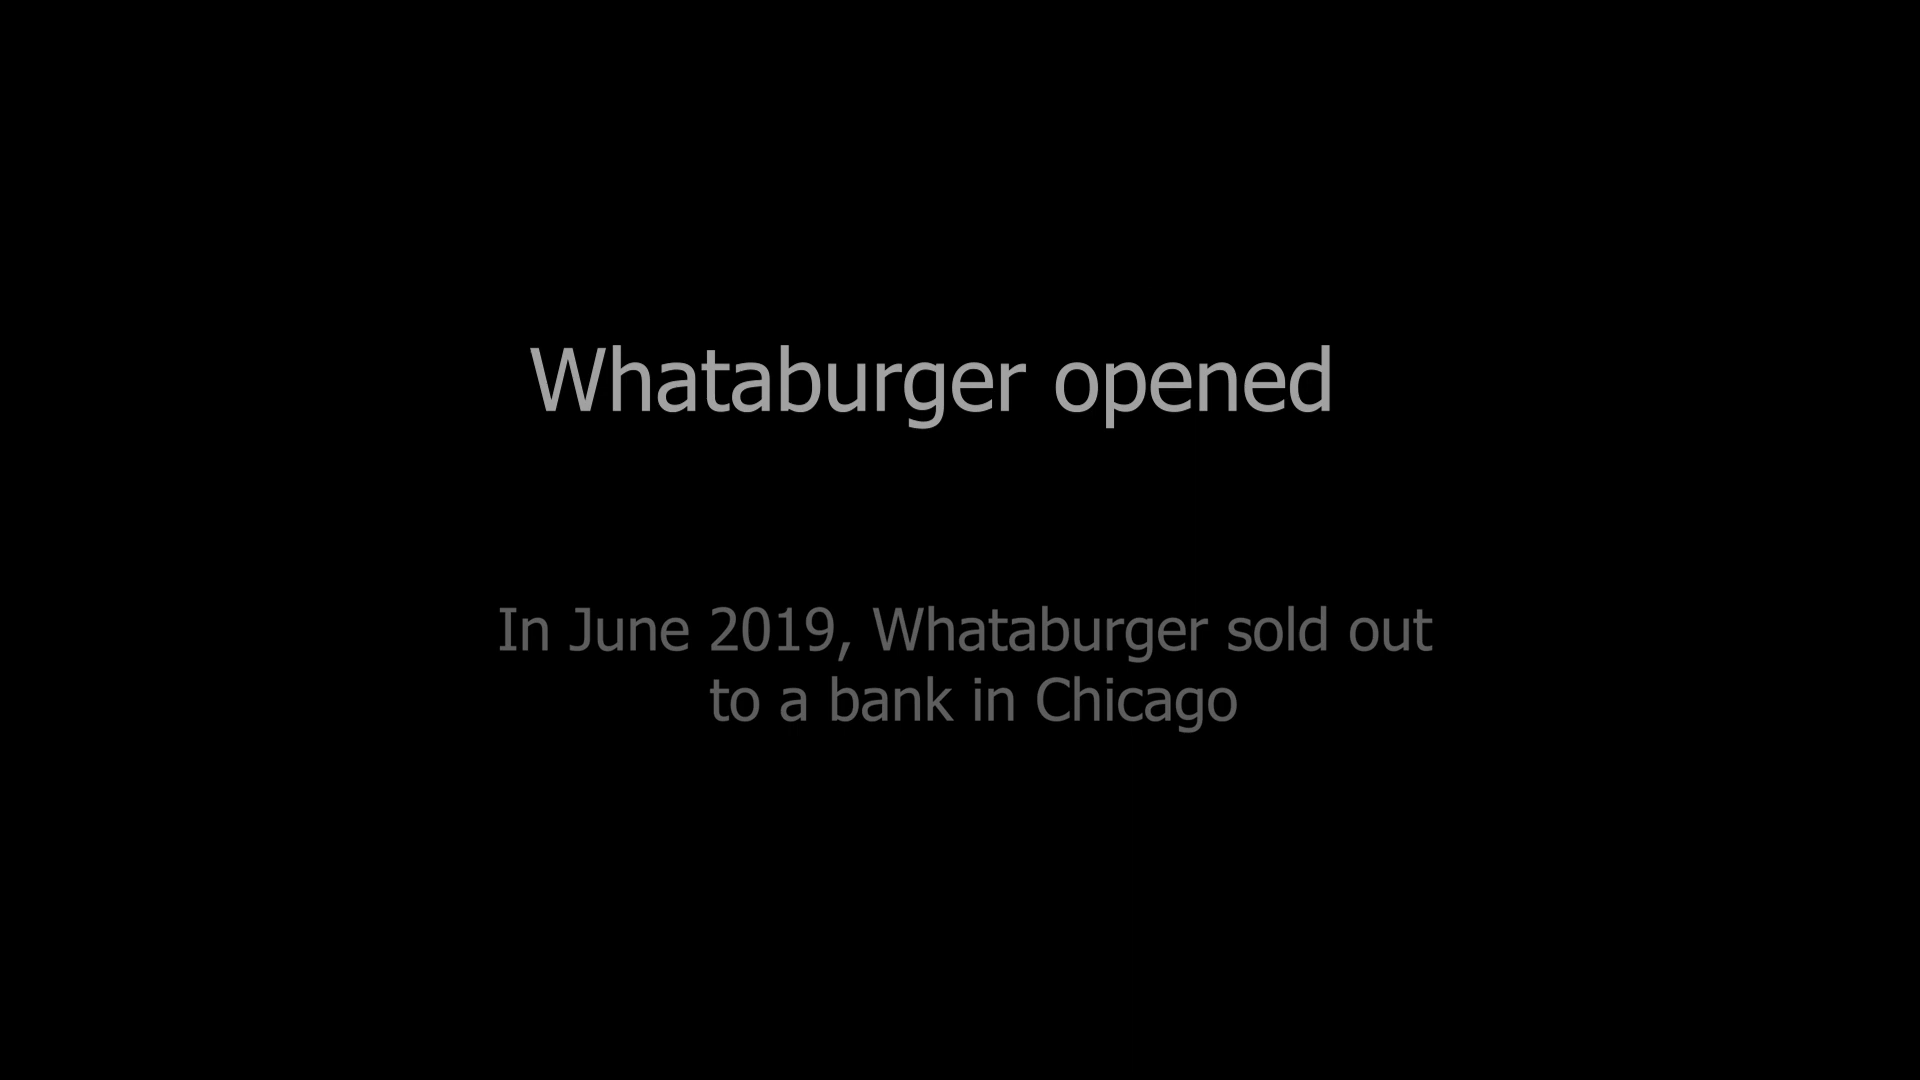 Whataburger opened
In June 2019, Whataburger sold out
to a bank in Chicago